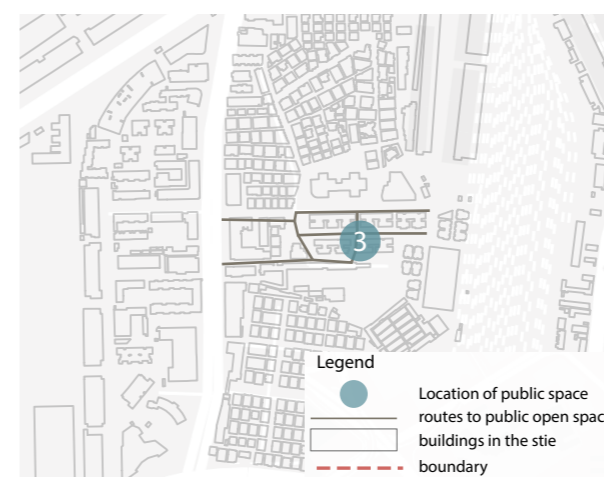 3
Legend
Location of public space
routes to public open spac
buildings in the stie
boundary